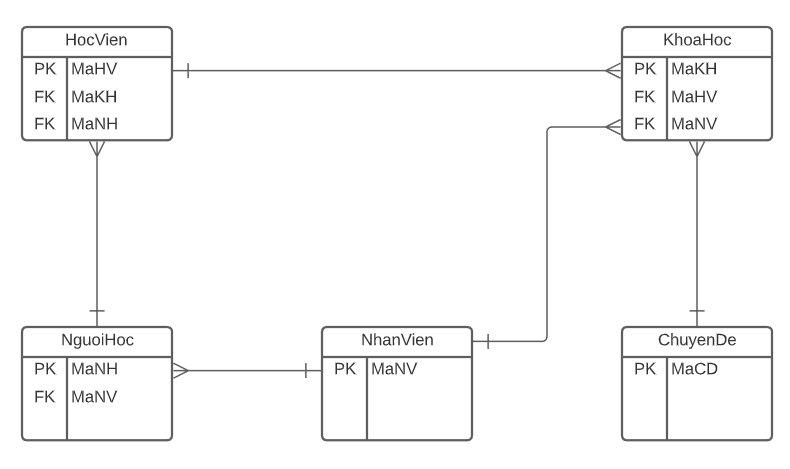 HocVien
PK MaHV
FK MaKH
FK MaNH
KhoaHoc
PK MaKH
FK MaHV
FK MaNV
NguoiHoc
PK MaNH
FK MaNV
NhanVien
PK MaNV
ChuyenDe
PK MaCD